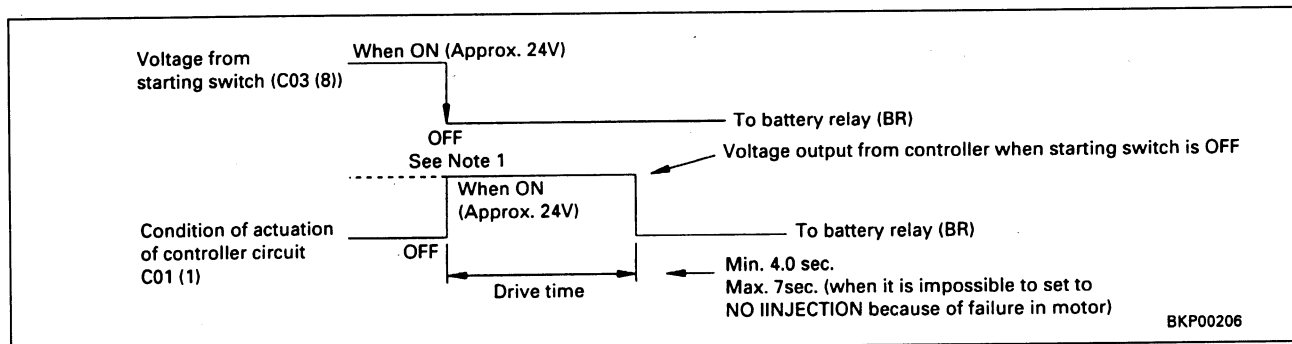 Voltage from
starting switch (C03 (8))
When ON (Approx. 24V)
OFF
To battery relay (BR)
See Note 1
Voltage output from controller when starting switch is OFF
When ON
(Approx. 24V)
Condition of actuation
of controller circuit
C01 (1)
OFF
To battery relay (BR)
Drive time
Min. 4.0 sec.
Max. 7sec. (when it is impossible to set to
NO IINJECTION because of failure in motor)
BKP00206